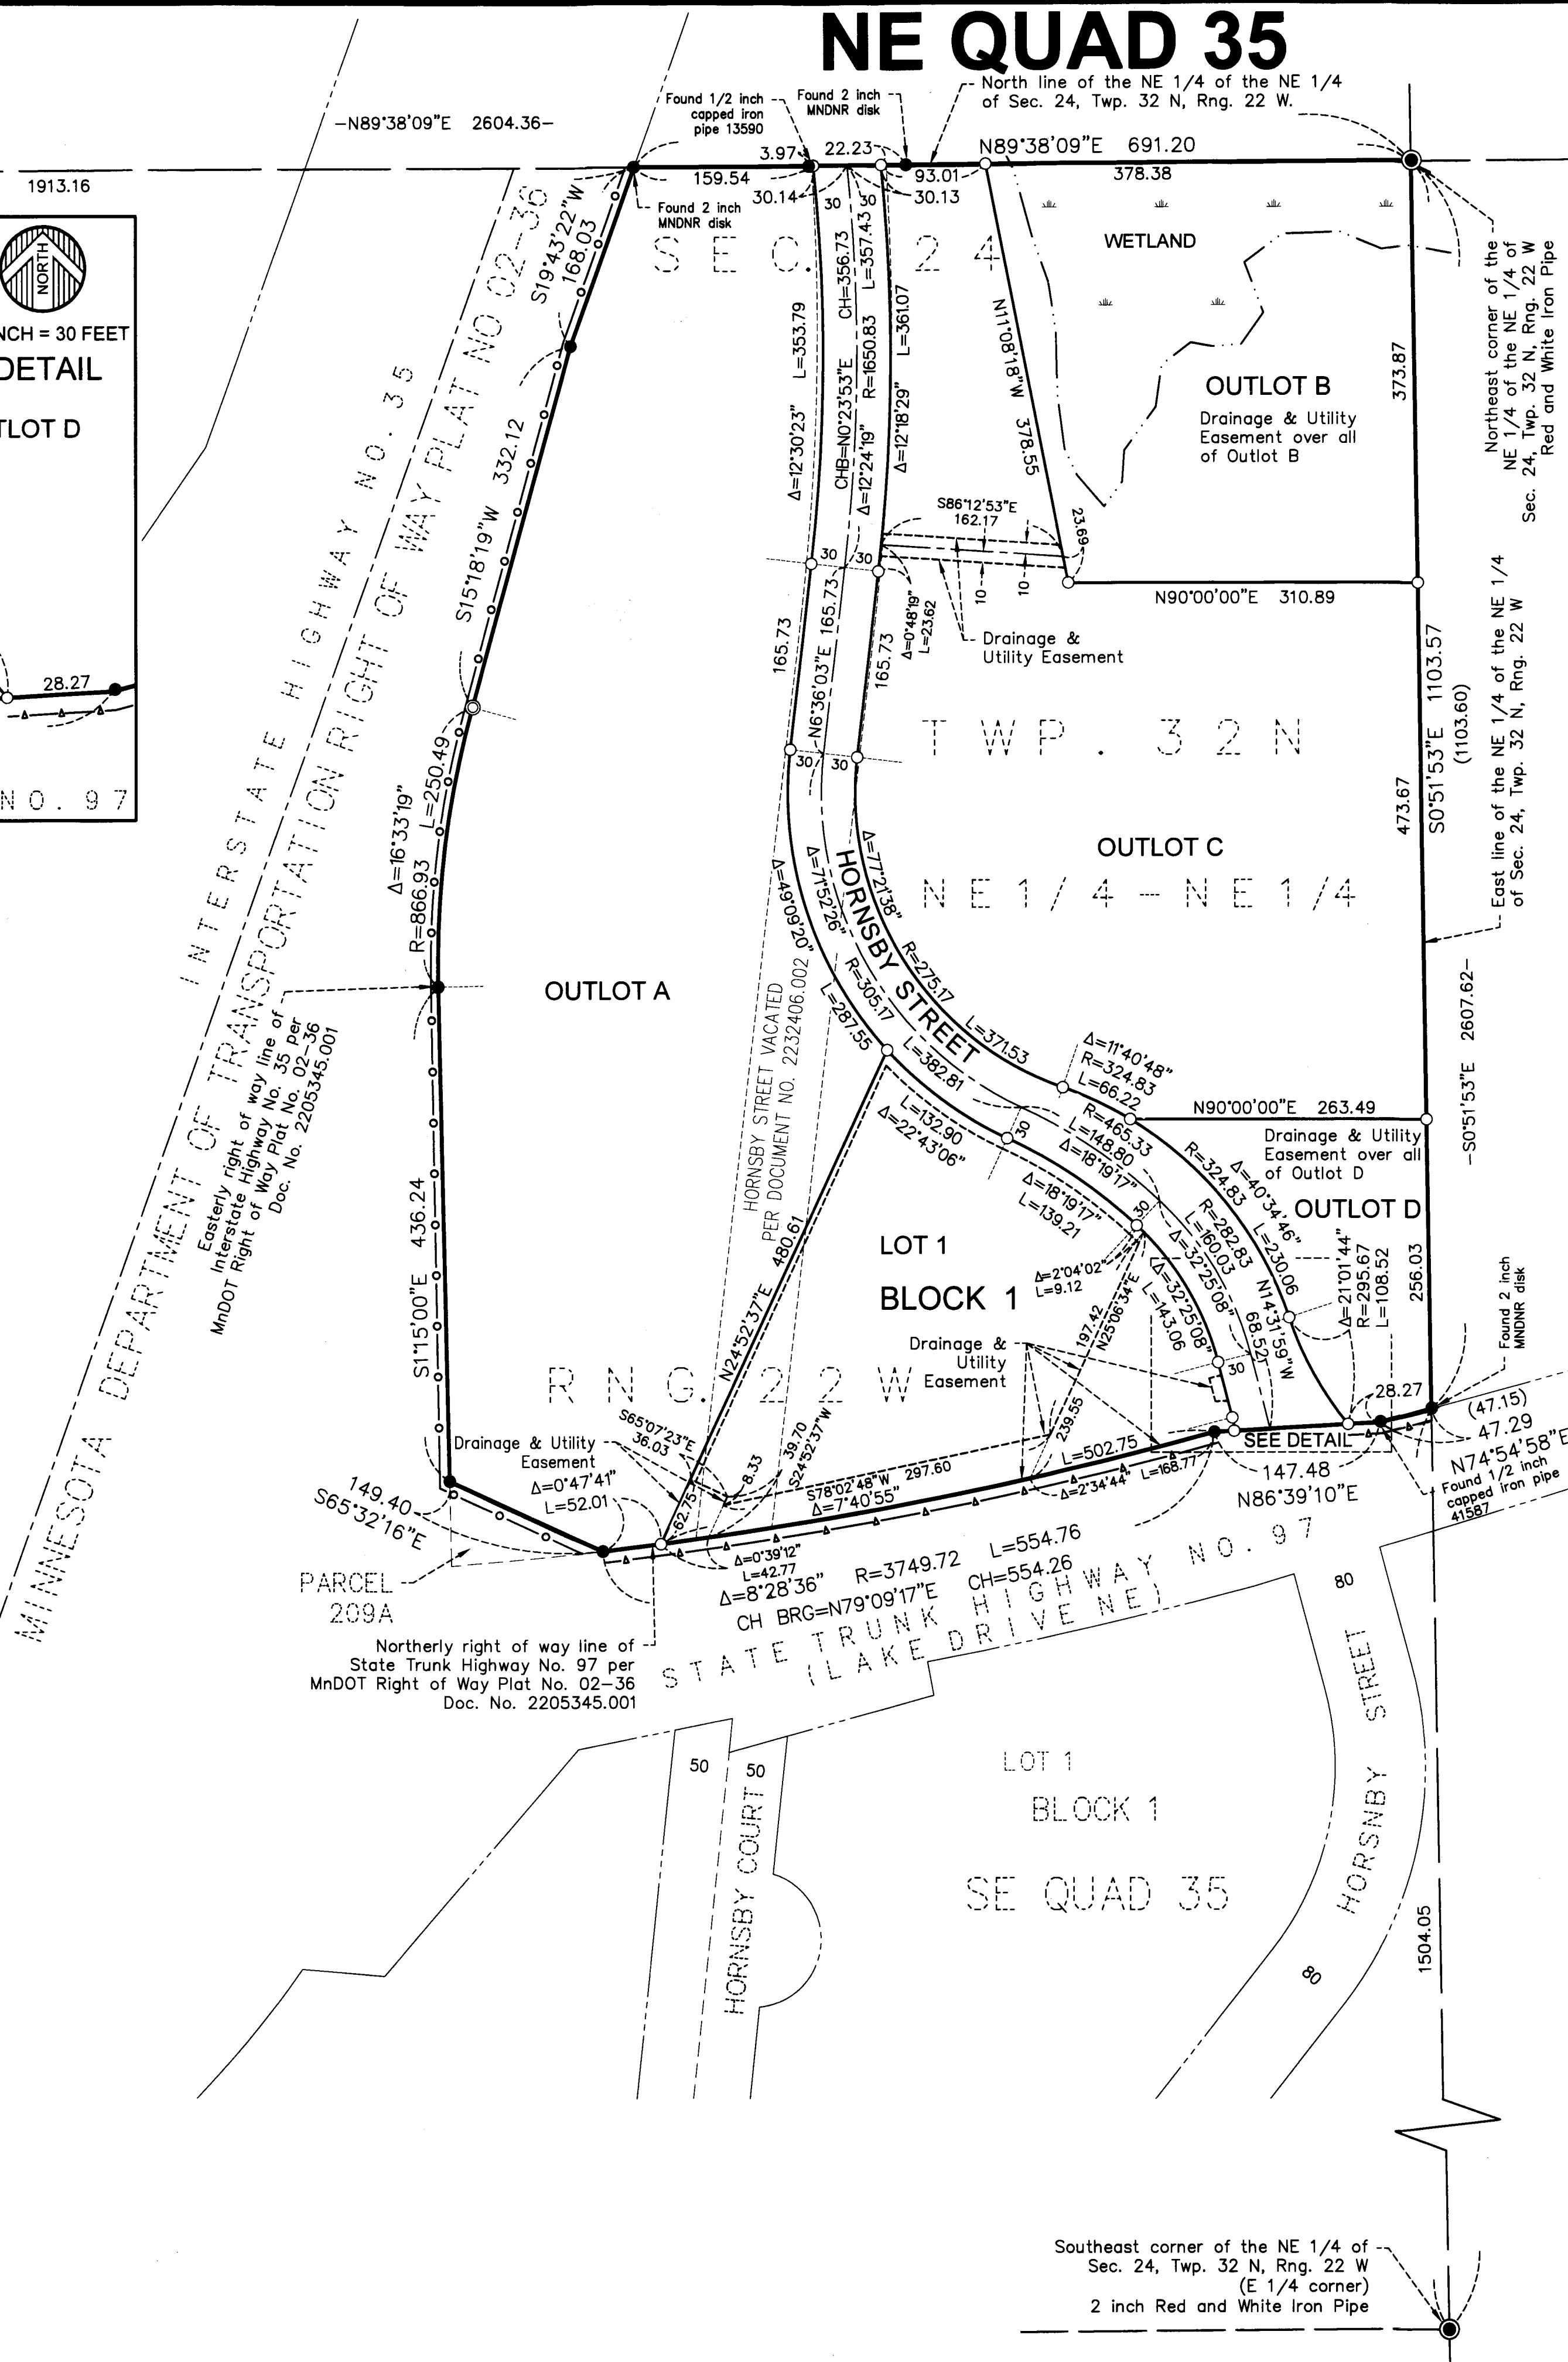 NE QUAD 35
North line of the NE 1/4 of the NE 1/4
of Sec. 24, Twp. 32 N, Rng. 22 W.
Found 1/2 inch
capped iron
pipe 13590
Found 2 inch
MNDNR disk
-N89°38'09"E 2604.36-
N89°38'09"E 691.20
1913.16
3.97
22.23
159.54
93.01
378.38
30.14
30.13
30
30
Found 2 inch
MNDNR disk
NORTH
NCH = 30 FEET
DETAIL
TLOT D
28.27
NO. 97
S19°43'22"W
168.03
SEC. 24
WETLAND
Northeast corner of the
NE 1/4 of the NE 1/4 of
Sec. 24, Twp. 32 N, Rng. 22 W
Red and White Iron Pipe
Δ=12°30'23" L=353.79
CHB=N0°23'53"E CH=356.73
Δ=12°24'19" R=1650.83 L=357.43
Δ=12°18'29" L=361.07
N11°08'18"W 378.55
23.69
OUTLOT B
Drainage & Utility
Easement over all
of Outlot B
373.87
S15°18'19"W 332.12
INTERSTATE HIGHWAY NO. 35
MINNESOTA DEPARTMENT OF TRANSPORTATION RIGHT OF WAY PLAT NO 02-36
S86°12'53"E
162.17
30
30
10
10
N90°00'00"E 310.89
Δ=0°48'19"
L=23.62
Drainage &
Utility Easement
165.73
N6°36'03"E 165.73
165.73
30
30
S0°51'53"E 1103.57
(1103.60)
East line of the NE 1/4 of the NE 1/4
of Sec. 24, Twp. 32 N, Rng. 22 W
TWP. 32N
473.67
Δ=16°33'19"
R=866.93 L=250.49
OUTLOT C
NE1/4-NE1/4
HORNSBY STREET
Δ=77°21'38"
R=275.17
L=371.53
Δ=71°52'26"
R=305.17
L=382.81
Δ=49°09'20"
L=287.55
OUTLOT A
HORNSBY STREET VACATED
PER DOCUMENT NO. 2232406.002
Easterly right of way line of
Interstate Highway No. 35 per
MnDOT Right of Way Plat No. 02-36
Doc. No. 2205345.001
-S0°51'53"E 2607.62-
Δ=11°40'48"
R=324.83
L=66.22
N90°00'00"E 263.49
L=132.90
Δ=22°43'06"
30
R=465.33
L=148.80
Δ=18°19'17"
Drainage & Utility
Easement over all
of Outlot D
OUTLOT D
Δ=18°19'17"
L=139.21
30
R=324.83
Δ=40°34'46"
L=230.06
R=282.83
L=160.03
Δ=32°25'08"
S1°15'00"E 436.24
N24°52'37"E 480.61
LOT 1
BLOCK 1
Δ=2°04'02"
L=9.12
197.42
N25°06'34"E
Δ=32°25'08"
L=143.06
N14°31'59"W
68.52
Δ=21°01'44"
R=295.67
L=108.52
256.03
Found 2 inch
MNDNR disk
Drainage &
Utility
Easement
30
RNG. 22W
28.27
(47.15)
47.29
N74°54'58"E
Found 1/2 inch
capped iron pipe
41587
SEE DETAIL
147.48
N86°39'10"E
S65°07'23"E
36.03
Drainage & Utility
Easement
8.33
39.70
S24°52'37"W
S78°02'48"W 297.60
239.55
L=502.75
Δ=7°40'55"
Δ=2°34'44"
L=168.77
149.40
S65°32'16"E
Δ=0°47'41"
L=52.01
62.75
Δ=0°39'12"
L=42.77
Δ=8°28'36" R=3749.72 L=554.76
CH BRG=N79°09'17"E CH=554.26
PARCEL
209A
STATE TRUNK HIGHWAY NO. 97
(LAKE DRIVE NE)
Northerly right of way line of
State Trunk Highway No. 97 per
MnDOT Right of Way Plat No. 02-36
Doc. No. 2205345.001
80
50
50
HORNSBY COURT
LOT 1
BLOCK 1
SE QUAD 35
HORSNBY STREET
80
1504.05
Southeast corner of the NE 1/4 of
Sec. 24, Twp. 32 N, Rng. 22 W
(E 1/4 corner)
2 inch Red and White Iron Pipe